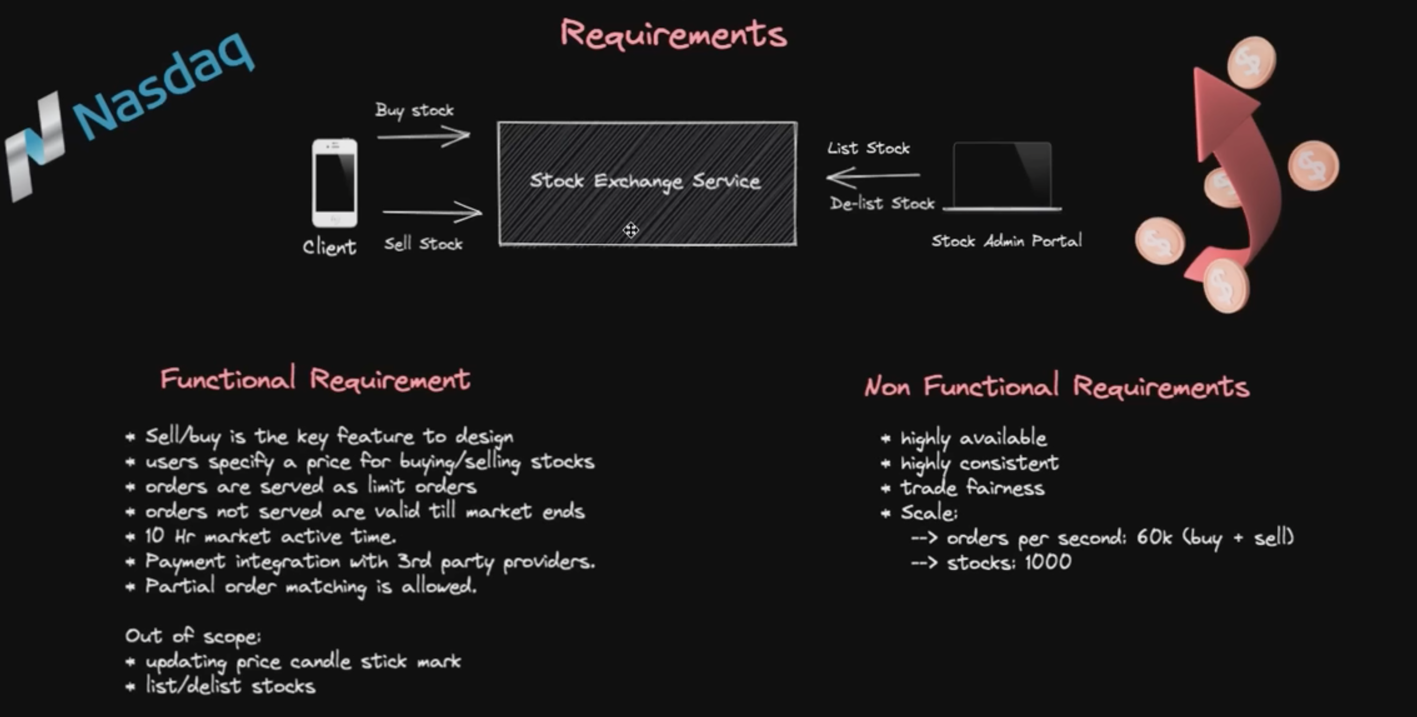 Requirements
Nasdaq
Buy stock
Stock Exchange Service
List Stock
De-list Stock
Client
Sell Stock
Stock Admin Portal
Functional Requirement
* Sell/buy is the key feature to design
* users specify a price for buying/selling stocks
* orders are served as limit orders
* orders not served are valid till market ends
* 10 Hr market active time.
* Payment integration with 3rd party providers.
* Partial order matching is allowed.
Out of scope:
* updating price candle stick mark
* list/delist stocks
Non Functional Requirements
* highly available
* highly consistent
* trade fairness
* Scale:
--> orders per second: 60k (buy + sell)
--> stocks: 1000